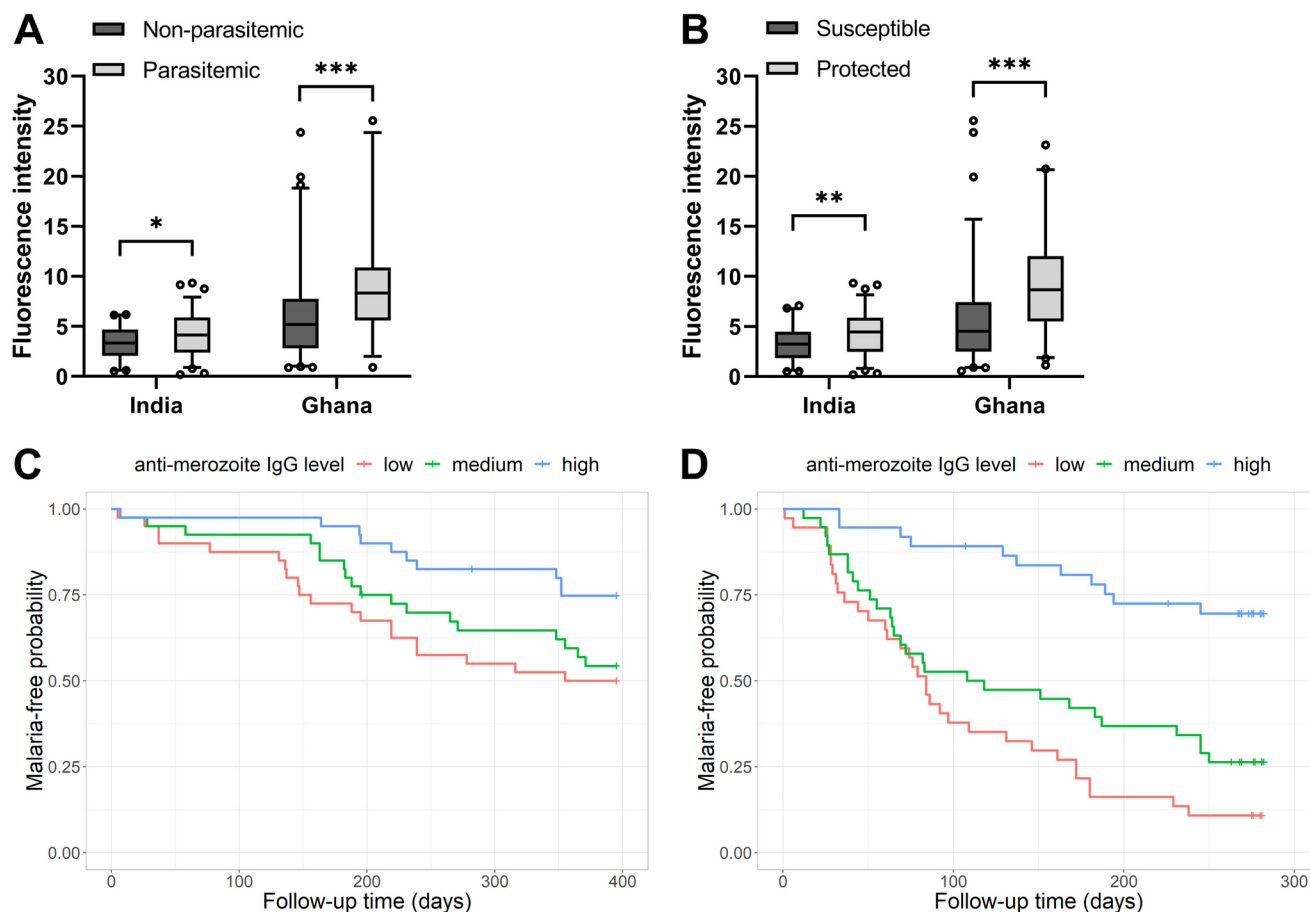 A
Non-parasitemic
Parasitemic
Fluorescence intensity
30
25
20
15
10
5
0
*
***
India
Ghana
B
Susceptible
Protected
Fluorescence intensity
30
25
20
15
10
5
0
**
***
India
Ghana
C
anti-merozoite IgG level low medium high
Malaria-free probability
1.00
0.75
0.50
0.25
0.00
0 100 200 300 400
Follow-up time (days)
D
anti-merozoite IgG level low medium high
Malaria-free probability
1.00
0.75
0.50
0.25
0.00
0 100 200 300
Follow-up time (days)